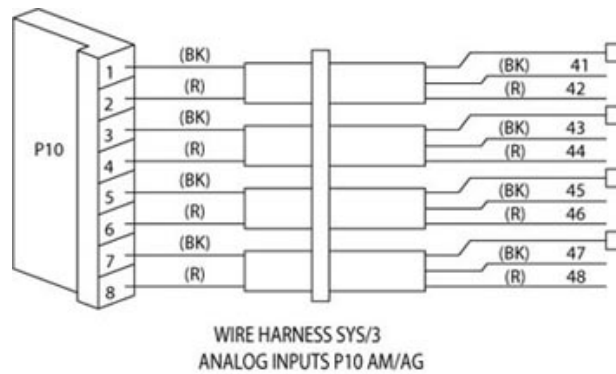 (BK)
1 (BK) 41
(R) (R) 42
2
(BK)
3 (BK) 43
(R) (R) 44
P10
4
(BK)
5 (BK) 45
(R) (R) 46
6
(BK)
7 (BK) 47
(R) (R) 48
8
WIRE HARNESS SYS/3
ANALOG INPUTS P10 AM/AG